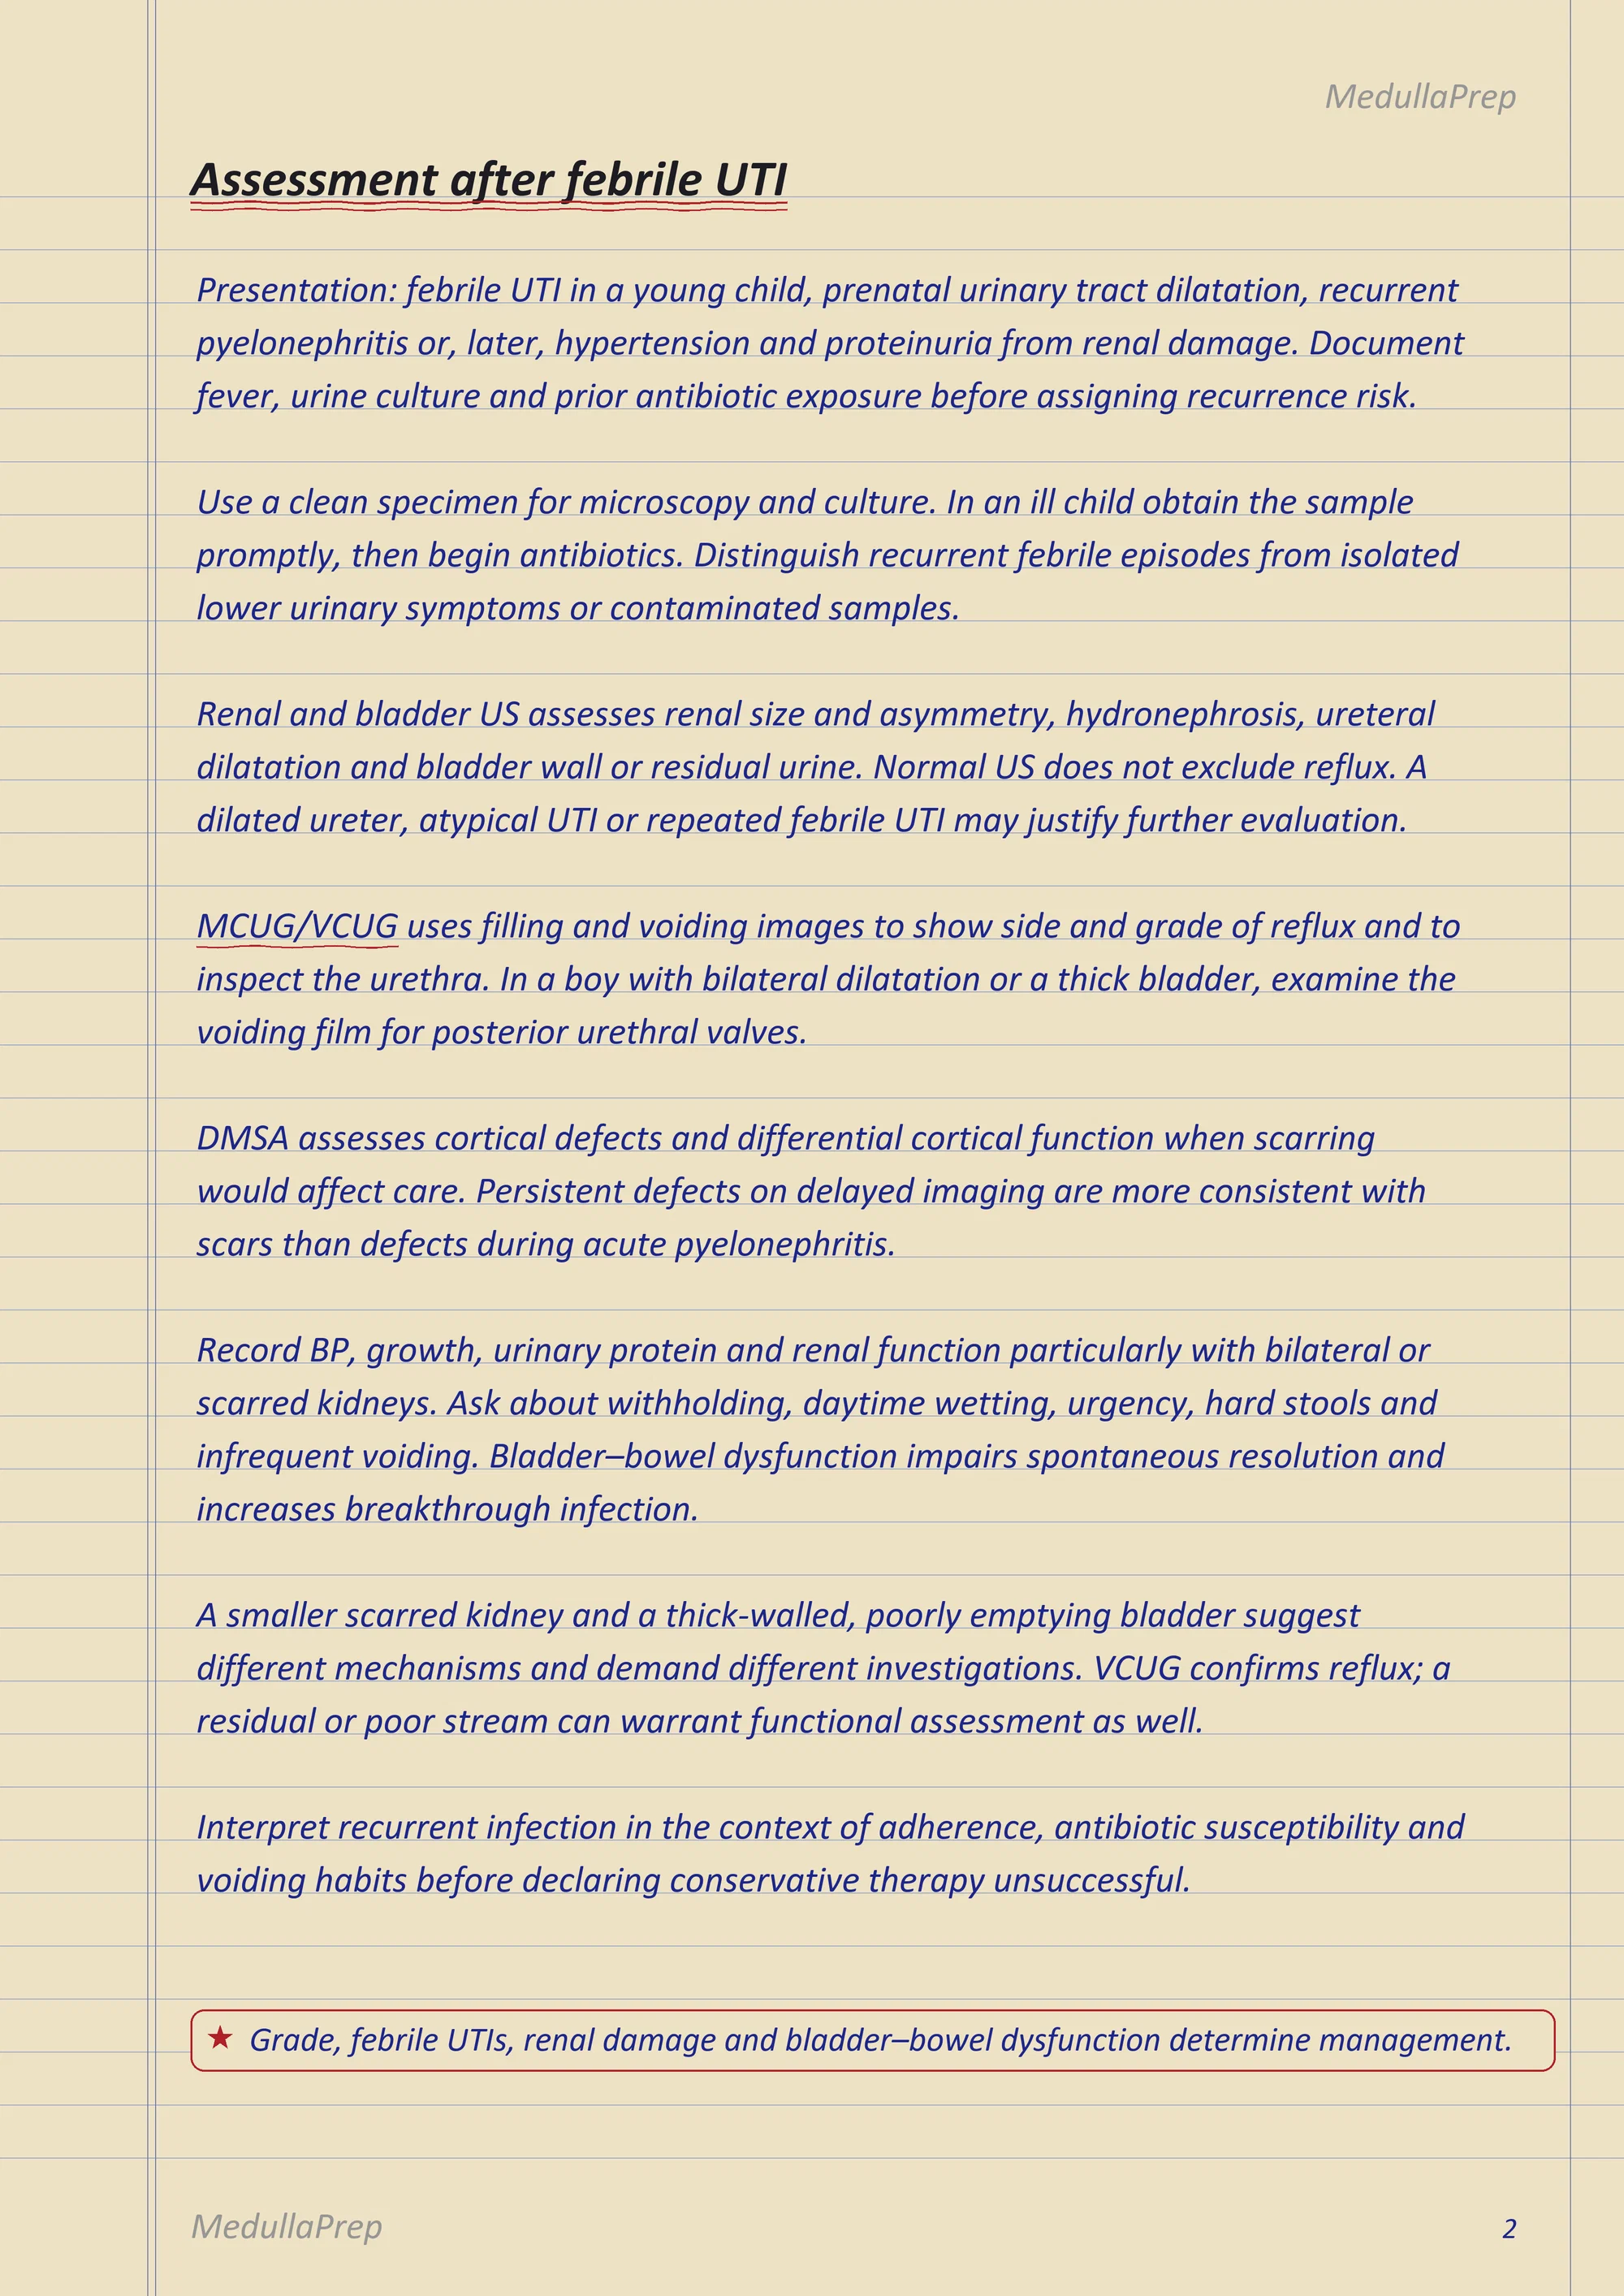 MedullaPrep
Assessment after febrile UTI
Presentation: febrile UTI in a young child, prenatal urinary tract dilatation, recurrent
pyelonephritis or, later, hypertension and proteinuria from renal damage. Document
fever, urine culture and prior antibiotic exposure before assigning recurrence risk.
Use a clean specimen for microscopy and culture. In an ill child obtain the sample
promptly, then begin antibiotics. Distinguish recurrent febrile episodes from isolated
lower urinary symptoms or contaminated samples.
Renal and bladder US assesses renal size and asymmetry, hydronephrosis, ureteral
dilatation and bladder wall or residual urine. Normal US does not exclude reflux. A
dilated ureter, atypical UTI or repeated febrile UTI may justify further evaluation.
MCUG/VCUG uses filling and voiding images to show side and grade of reflux and to
inspect the urethra. In a boy with bilateral dilatation or a thick bladder, examine the
voiding film for posterior urethral valves.
DMSA assesses cortical defects and differential cortical function when scarring
would affect care. Persistent defects on delayed imaging are more consistent with
scars than defects during acute pyelonephritis.
Record BP, growth, urinary protein and renal function particularly with bilateral or
scarred kidneys. Ask about withholding, daytime wetting, urgency, hard stools and
infrequent voiding. Bladder–bowel dysfunction impairs spontaneous resolution and
increases breakthrough infection.
A smaller scarred kidney and a thick-walled, poorly emptying bladder suggest
different mechanisms and demand different investigations. VCUG confirms reflux; a
residual or poor stream can warrant functional assessment as well.
Interpret recurrent infection in the context of adherence, antibiotic susceptibility and
voiding habits before declaring conservative therapy unsuccessful.
★ Grade, febrile UTIs, renal damage and bladder–bowel dysfunction determine management.
MedullaPrep
2